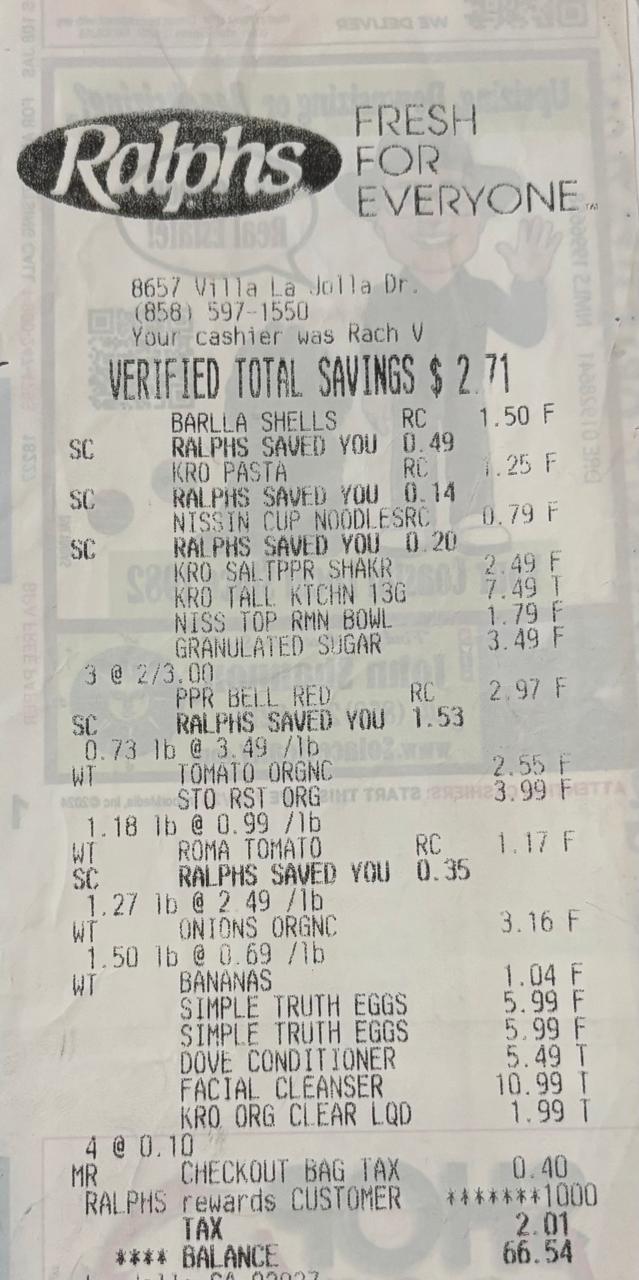 Ralphs
FRESH
FOR
EVERYONE™
8657 Villa La Jolla Dr.
(858) 597-1550
Your cashier was Rach V
VERIFIED TOTAL SAVINGS $ 2.71
BARLLA SHELLS RC 1.50 F
SC RALPHS SAVED YOU 0.49
KRO PASTA RC 1.25 F
SC RALPHS SAVED YOU 0.14
NISSIN CUP NOODLESRC 0.79 F
SC RALPHS SAVED YOU 0.20
KRO SALTPPR SHAKR 2.49 F
KRO TALL KTCHN 13G 7.49 T
NISS TOP RMN BOWL 1.79 F
GRANULATED SUGAR 3.49 F
3 @ 2/3.00
PPR BELL RED RC 2.97 F
SC RALPHS SAVED YOU 1.53
0.73 lb @ 3.49 /lb
WT TOMATO ORGNC 2.55 F
STO RST ORG 3.99 F
1.18 lb @ 0.99 /lb
WT ROMA TOMATO RC 1.17 F
SC RALPHS SAVED YOU 0.35
1.27 lb @ 2.49 /lb
WT ONIONS ORGNC 3.16 F
1.50 lb @ 0.69 /lb
WT BANANAS 1.04 F
SIMPLE TRUTH EGGS 5.99 F
SIMPLE TRUTH EGGS 5.99 F
DOVE CONDITIONER 5.49 T
FACIAL CLEANSER 10.99 T
KRO ORG CLEAR LQD 1.99 T
4 @ 0.10
MR CHECKOUT BAG TAX 0.40
RALPHS rewards CUSTOMER *******1000
TAX 2.01
**** BALANCE 66.54